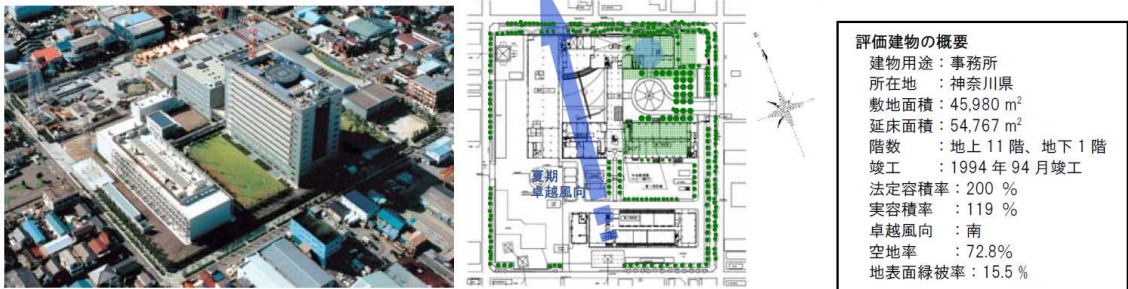 夏期
卓越風向
評価建物の概要
建物用途：事務所
所在地　：神奈川県
敷地面積：45,980 m²
延床面積：54,767 m²
階数　　：地上 11 階、地下 1 階
竣工　　：1994 年 94 月竣工
法定容積率：200 %
実容積率　：119 %
卓越風向　：南
空地率　　：72.8%
地表面緑被率：15.5 %